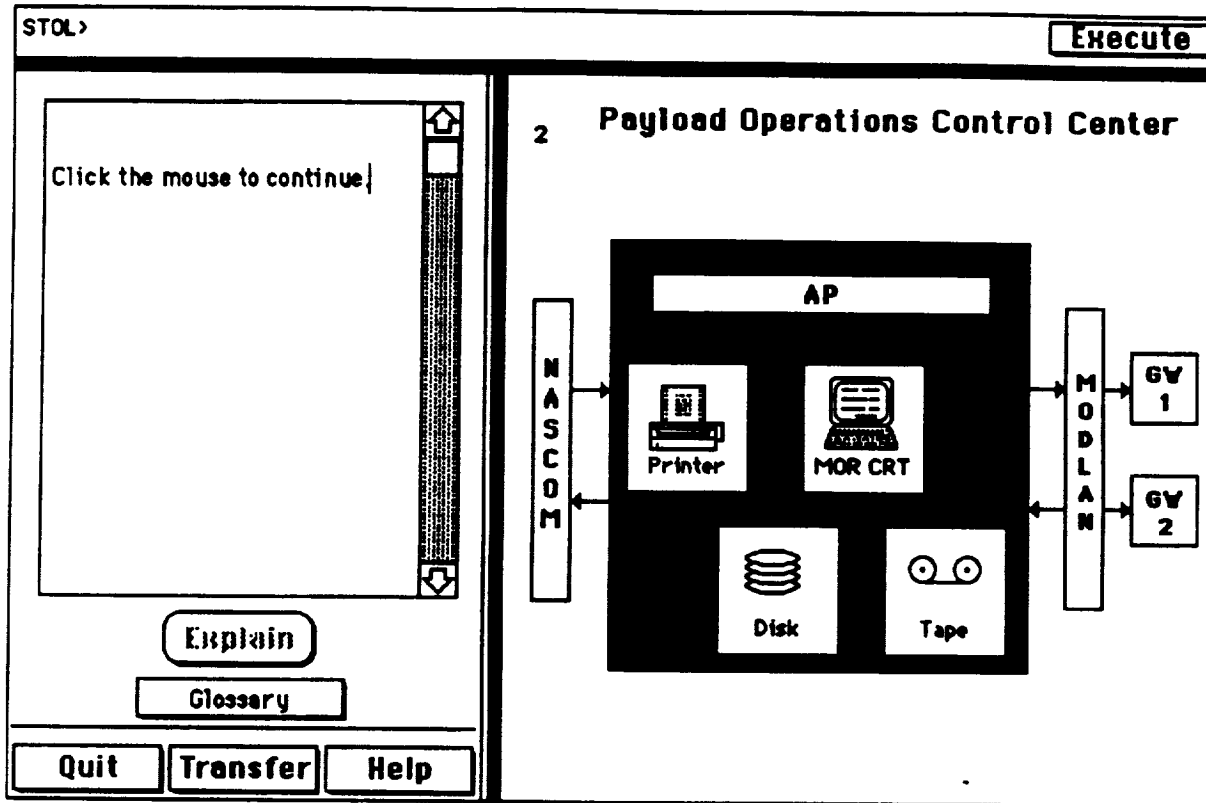 STOL>
Execute
Click the mouse to continue.
Explain
Glossary
Quit
Transfer
Help
2
Payload Operations Control Center
AP
NASCOM
Printer
MOR CRT
Disk
Tape
MODLAN
GW
1
GW
2